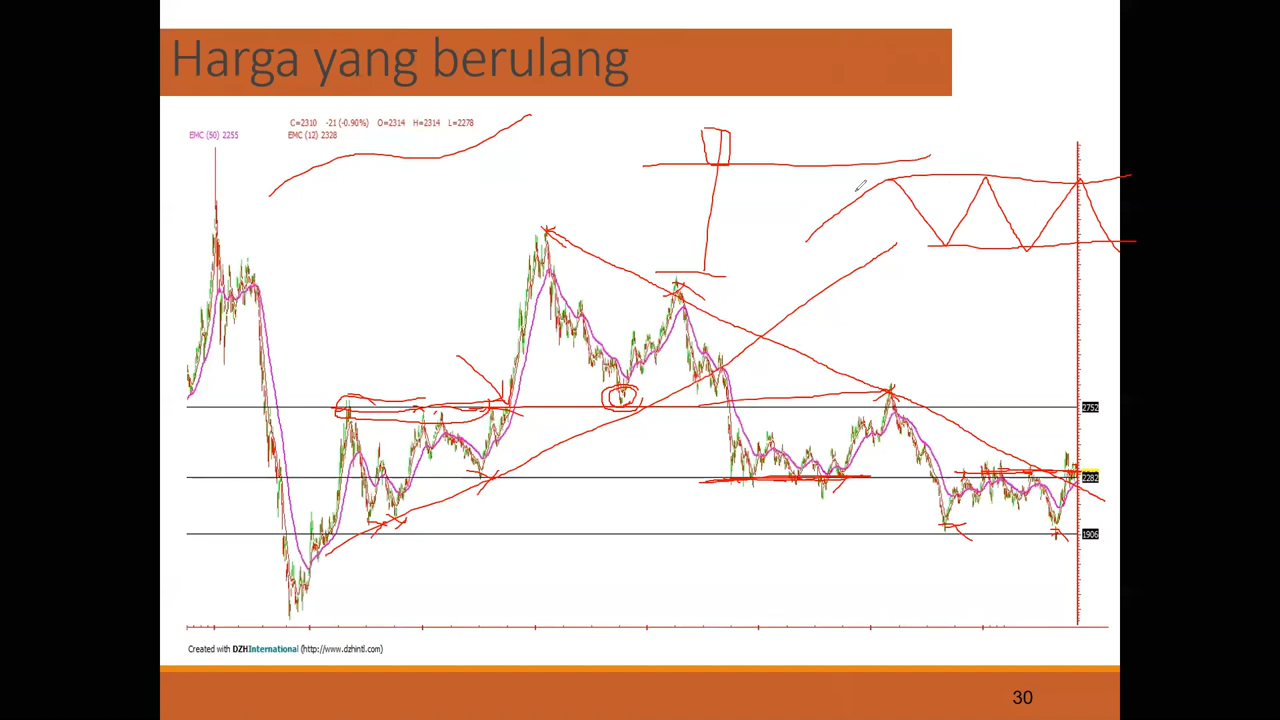 Harga yang berulang
C=2310 -21 (-0.90%) O=2314 H=2314 L=2278
EMC (50) 2255 EMC (12) 2328
2752
2282
1906
Created with DZHInternational (http://www.dzhintl.com)
30